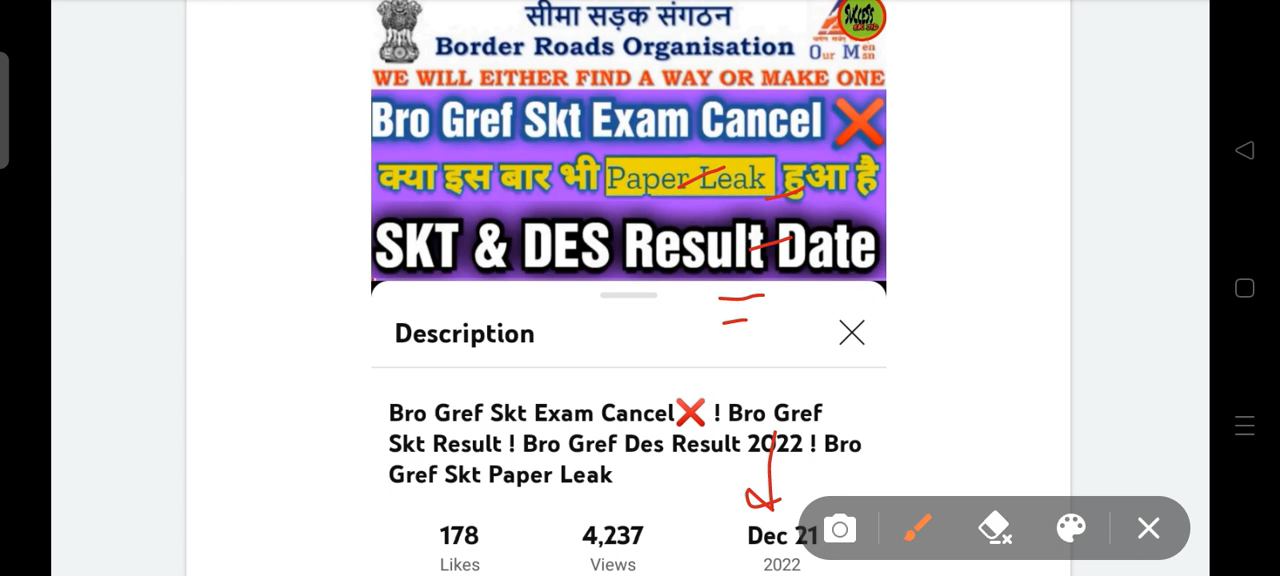 सीमा सड़क संगठन
SUCCESS
Border Roads Organisation
WE WILL EITHER FIND A WAY OR MAKE ONE
Bro Gref Skt Exam Cancel ❌
क्या इस बार भी Paper Leak हुआ है
SKT & DES Result Date
Description
Bro Gref Skt Exam Cancel❌ ! Bro Gref
Skt Result ! Bro Gref Des Result 2022 ! Bro
Gref Skt Paper Leak
178 4,237 Dec 21
Likes Views 2022